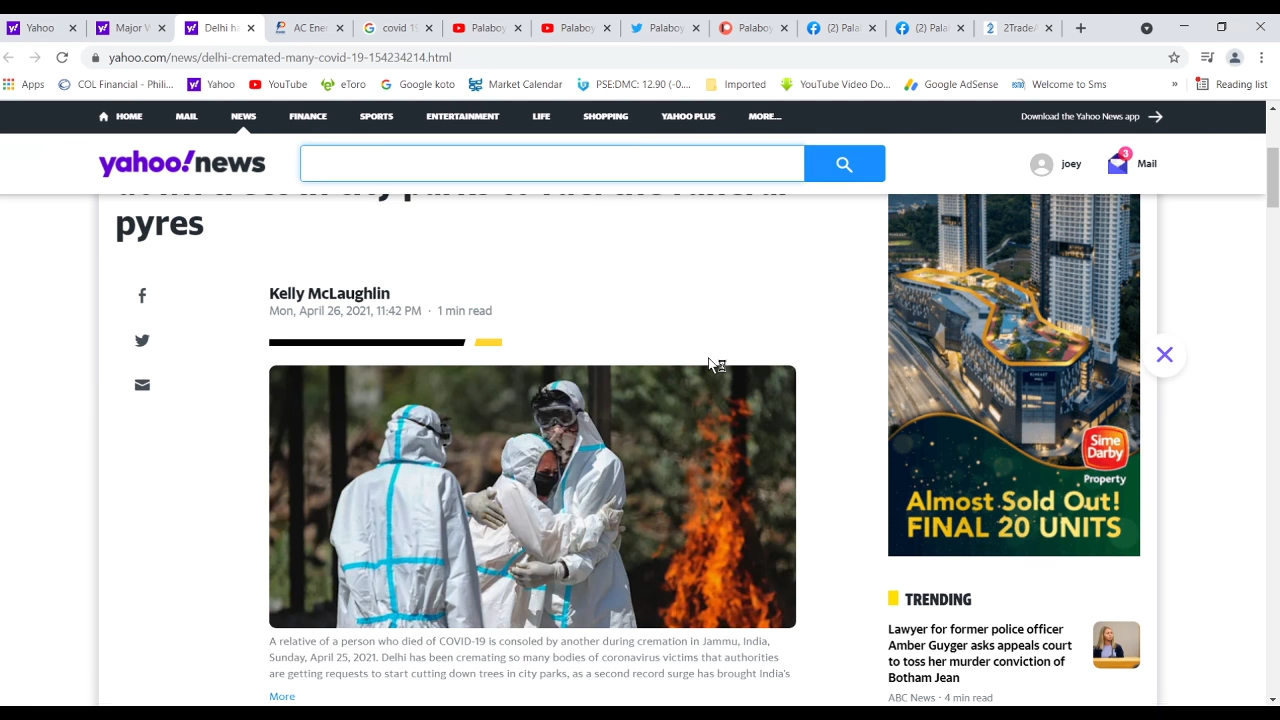 Yahoo
Major V
Delhi ha
AC Ener
covid 19
Palaboy
Palaboy
Palaboy
Palaboy
(2) Pala
(2) Pala
2TradeA
yahoo.com/news/delhi-cremated-many-covid-19-154234214.html
Apps
COL Financial - Phili...
Yahoo
YouTube
eToro
Google koto
Market Calendar
PSE:DMC: 12.90 (-0....
Imported
YouTube Video Do...
Google AdSense
Welcome to Sms
»
Reading list
HOME
MAIL
NEWS
FINANCE
SPORTS
ENTERTAINMENT
LIFE
SHOPPING
YAHOO PLUS
MORE...
Download the Yahoo News app
yahoo!news
joey
3
Mail
pyres
Kelly McLaughlin
Mon, April 26, 2021, 11:42 PM · 1 min read
A relative of a person who died of COVID-19 is consoled by another during cremation in Jammu, India,
Sunday, April 25, 2021. Delhi has been cremating so many bodies of coronavirus victims that authorities
are getting requests to start cutting down trees in city parks, as a second record surge has brought India's
More
Sime
Darby
Property
Almost Sold Out!
FINAL 20 UNITS
TRENDING
Lawyer for former police officer
Amber Guyger asks appeals court
to toss her murder conviction of
Botham Jean
ABC News · 4 min read